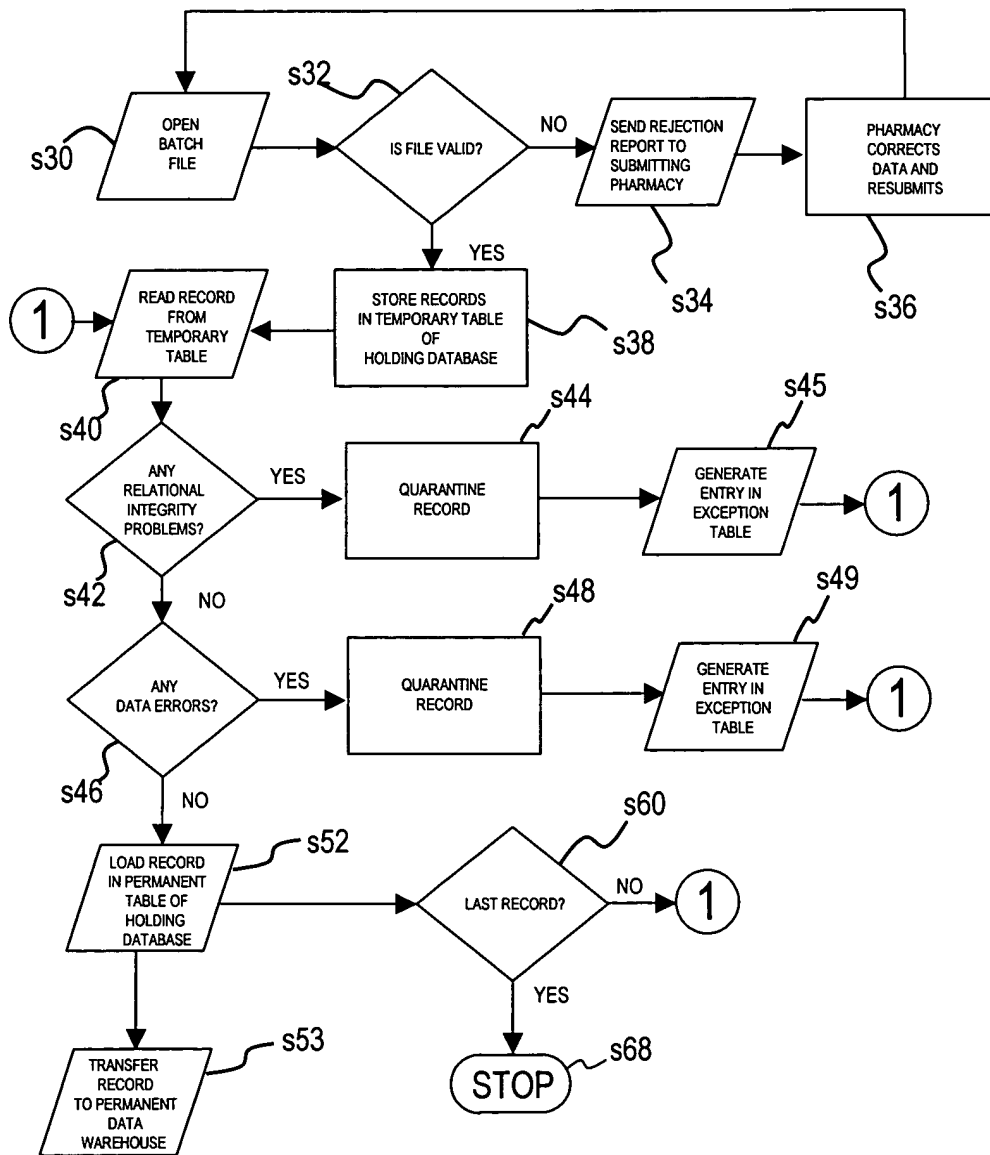 s32
OPEN
BATCH
FILE
s30
IS FILE VALID?
NO
SEND REJECTION
REPORT TO
SUBMITTING
PHARMACY
PHARMACY
CORRECTS
DATA AND
RESUBMITS
YES
s34
s36
1
READ RECORD
FROM
TEMPORARY
TABLE
STORE RECORDS
IN TEMPORARY TABLE
OF
HOLDING DATABASE
s38
s40
s44
s45
ANY
RELATIONAL
INTEGRITY
PROBLEMS?
YES
QUARANTINE
RECORD
GENERATE
ENTRY IN
EXCEPTION
TABLE
1
s42
NO
s48
s49
ANY
DATA ERRORS?
YES
QUARANTINE
RECORD
GENERATE
ENTRY IN
EXCEPTION
TABLE
1
s46
NO
s52
s60
LOAD RECORD
IN PERMANENT
TABLE OF
HOLDING
DATABASE
LAST RECORD?
NO
1
YES
s53
s68
TRANSFER
RECORD
TO PERMANENT
DATA
WAREHOUSE
STOP